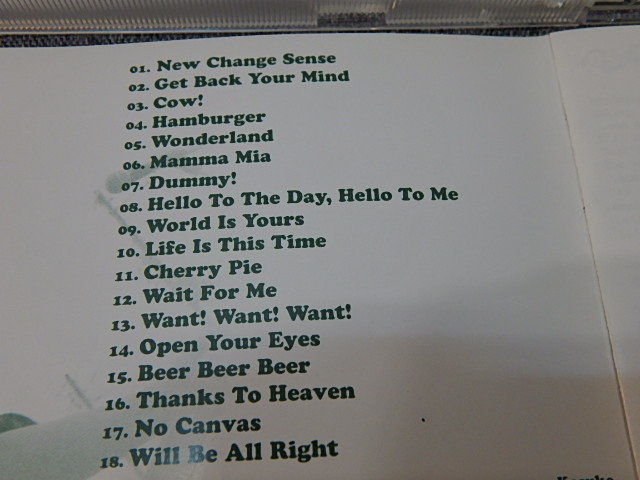 01. New Change Sense
02. Get Back Your Mind
03. Cow!
04. Hamburger
05. Wonderland
06. Mamma Mia
07. Dummy!
08. Hello To The Day, Hello To Me
09. World Is Yours
10. Life Is This Time
11. Cherry Pie
12. Wait For Me
13. Want! Want! Want!
14. Open Your Eyes
15. Beer Beer Beer
16. Thanks To Heaven
17. No Canvas
18. Will Be All Right